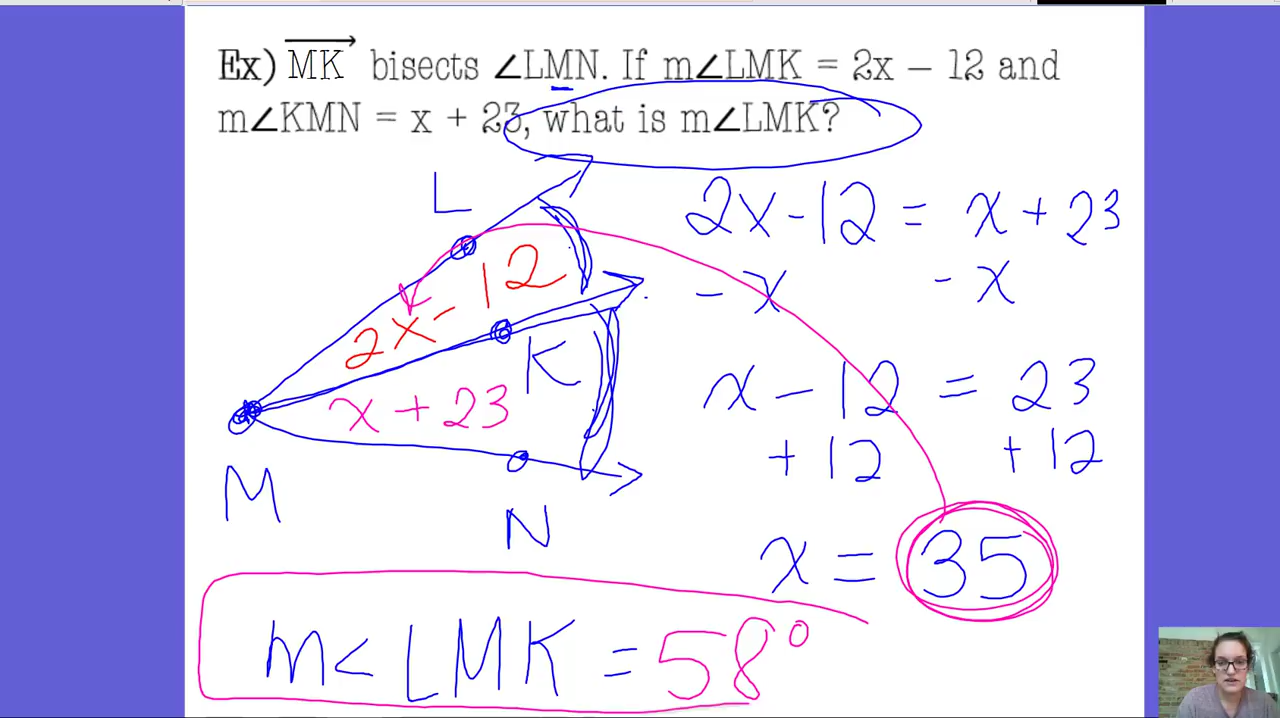 Ex) MK bisects ∠LMN. If m∠LMK = 2x – 12 and
m∠KMN = x + 23, what is m∠LMK?
L
2x - 12
K
x + 23
M
N
2x - 12 = x + 23
- x - x
x - 12 = 23
+ 12 + 12
x = 35
m< LMK = 58°